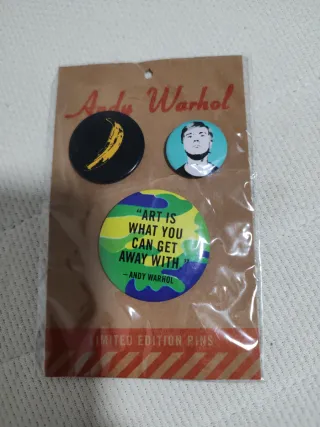 Andy Warhol
"ART IS
WHAT YOU
CAN GET
AWAY WITH."
—ANDY WARHOL
LIMITED EDITION PINS